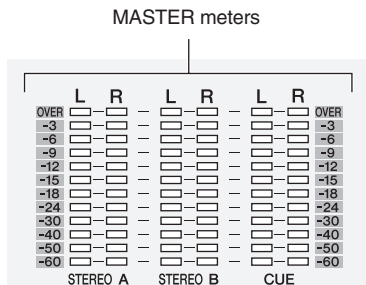 MASTER meters
L R L R L R
OVER OVER
-3 -3
-6 -6
-9 -9
-12 -12
-15 -15
-18 -18
-24 -24
-30 -30
-40 -40
-50 -50
-60 -60
STEREO A STEREO B CUE